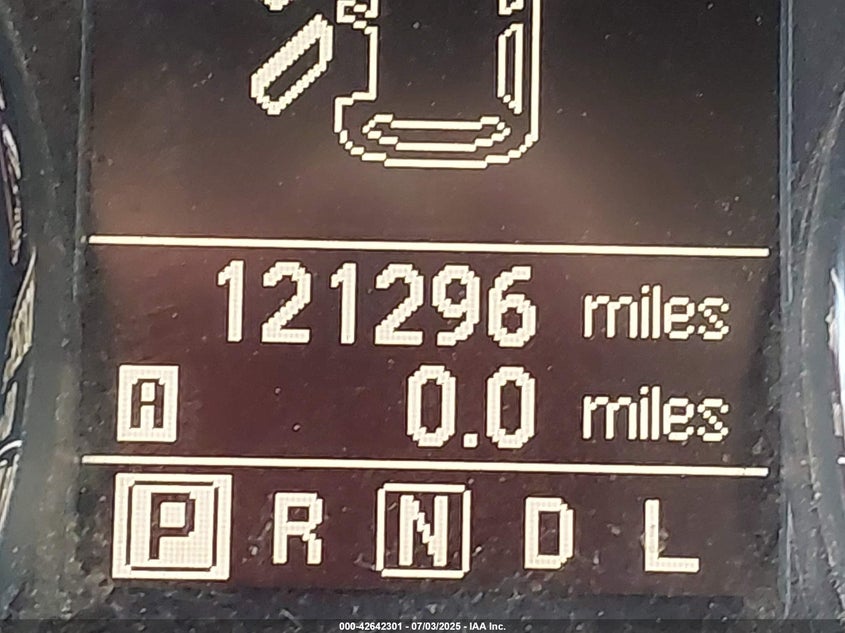 121296 miles
A 0.0 miles
P R N D L
000-42642301 - 07/03/2025 - IAA Inc.